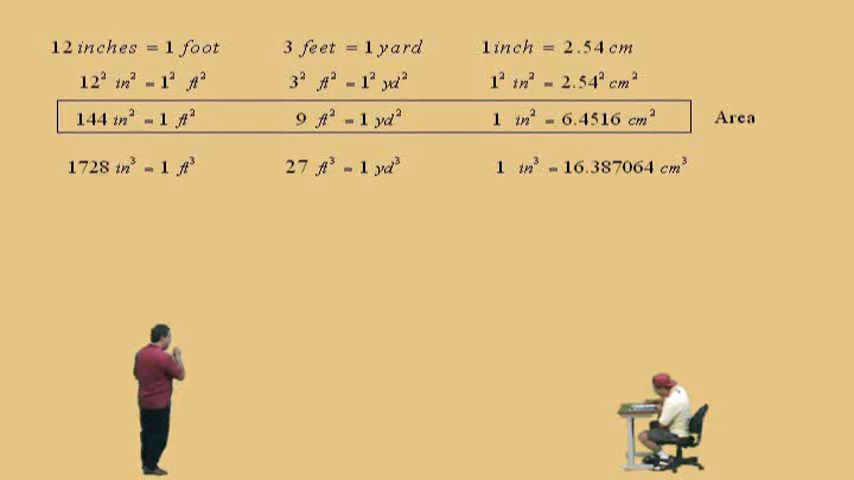 12 inches = 1 foot 3 feet = 1 yard 1 inch = 2.54 cm
12² in² = 1² ft² 3² ft² = 1² yd² 1² in² = 2.54² cm²
144 in² = 1 ft² 9 ft² = 1 yd² 1 in² = 6.4516 cm² Area
1728 in³ = 1 ft³ 27 ft³ = 1 yd³ 1 in³ = 16.387064 cm³